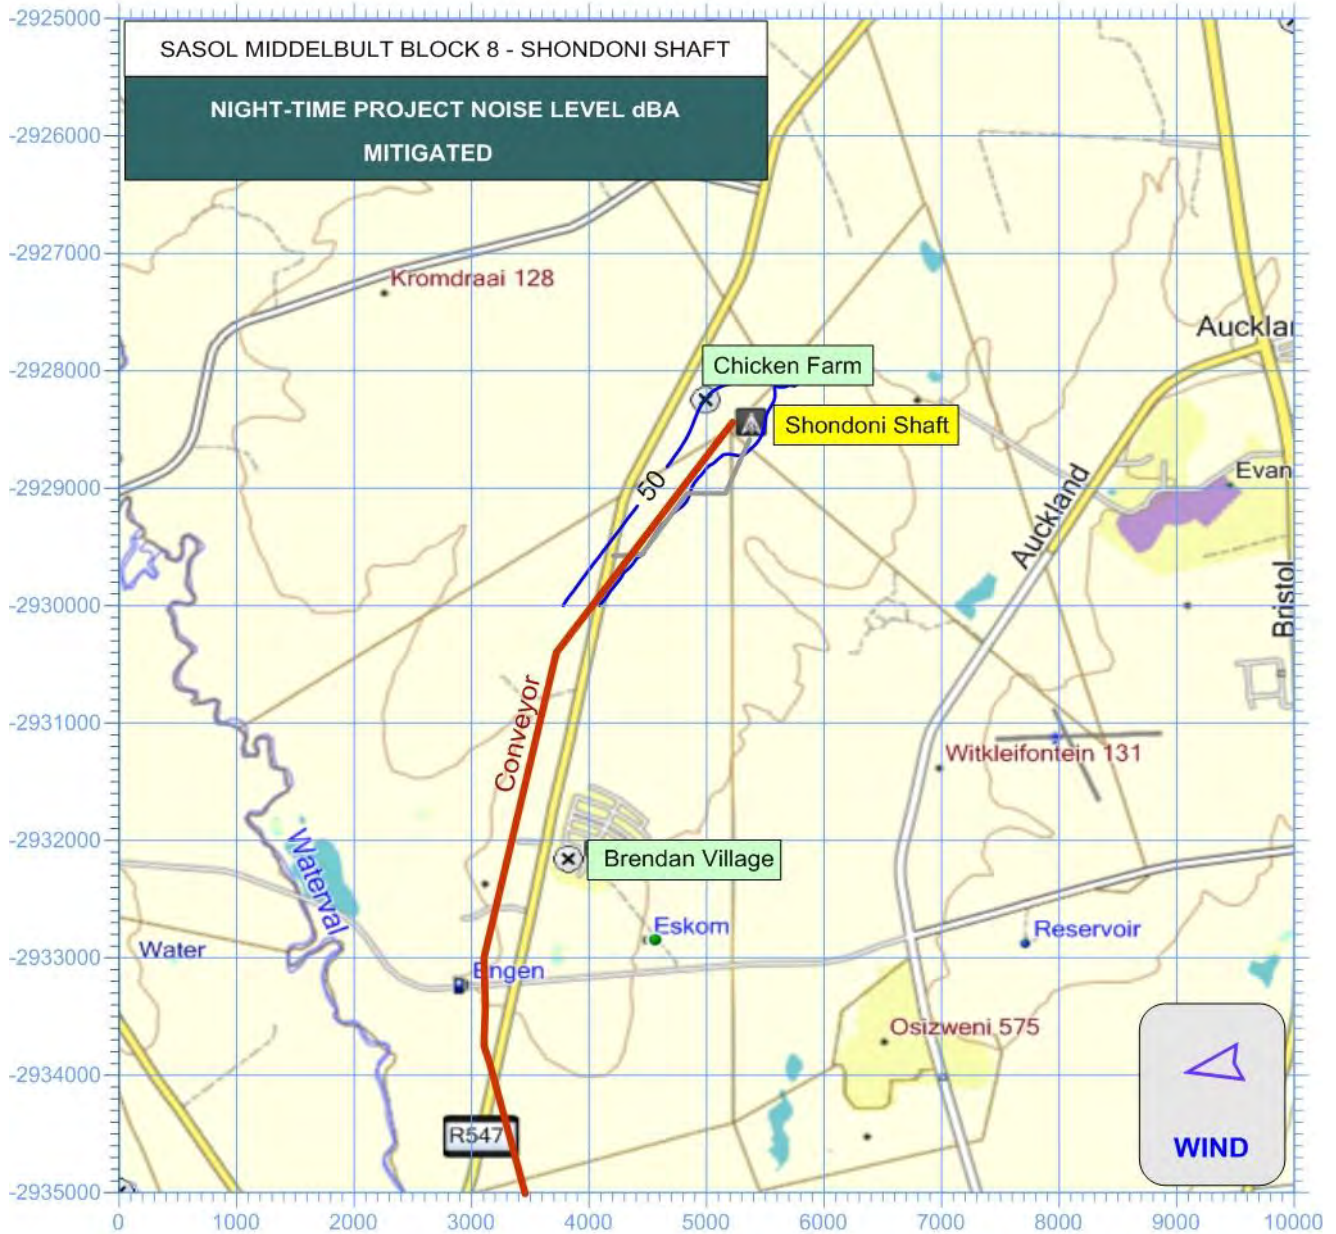 -2925000
SASOL MIDDELBULT BLOCK 8 - SHONDONI SHAFT
NIGHT-TIME PROJECT NOISE LEVEL dBA
MITIGATED
-2926000
-2927000
Kromdraai 128
Aucklan
-2928000
Chicken Farm
Shondoni Shaft
50
Evan
-2929000
Auckland
-2930000
Bristol
Conveyor
-2931000
Witkleifontein 131
-2932000
Waterval
Brendan Village
Eskom
Reservoir
Water
-2933000
Engen
Osizweni 575
-2934000
R547
WIND
-2935000
0 1000 2000 3000 4000 5000 6000 7000 8000 9000 10000